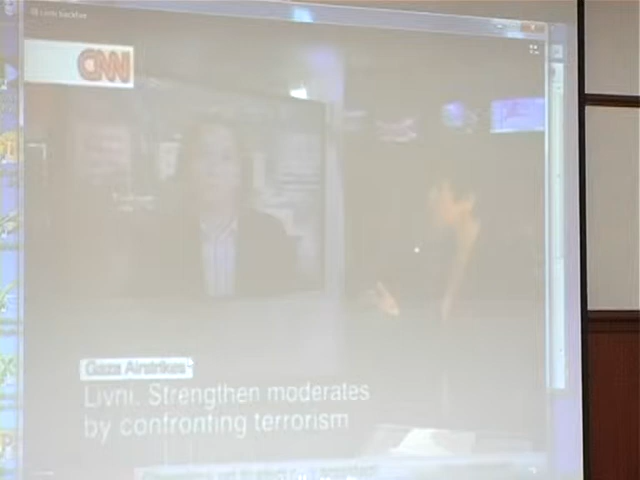 CNN
Gaza Airstrikes
Livni. Strengthen moderates
by confronting terrorism